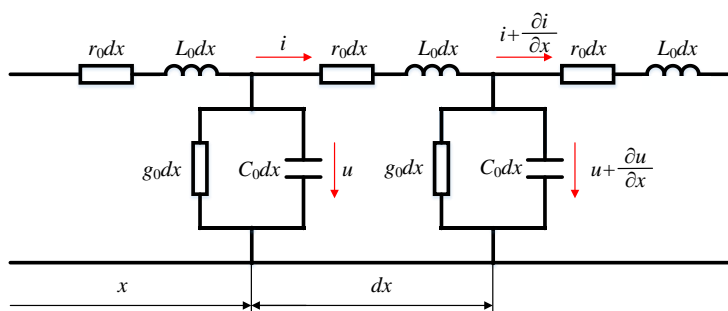 r₀dx L₀dx i r₀dx L₀dx i+∂i/∂x r₀dx L₀dx
g₀dx C₀dx u g₀dx C₀dx u+∂u/∂x
x dx